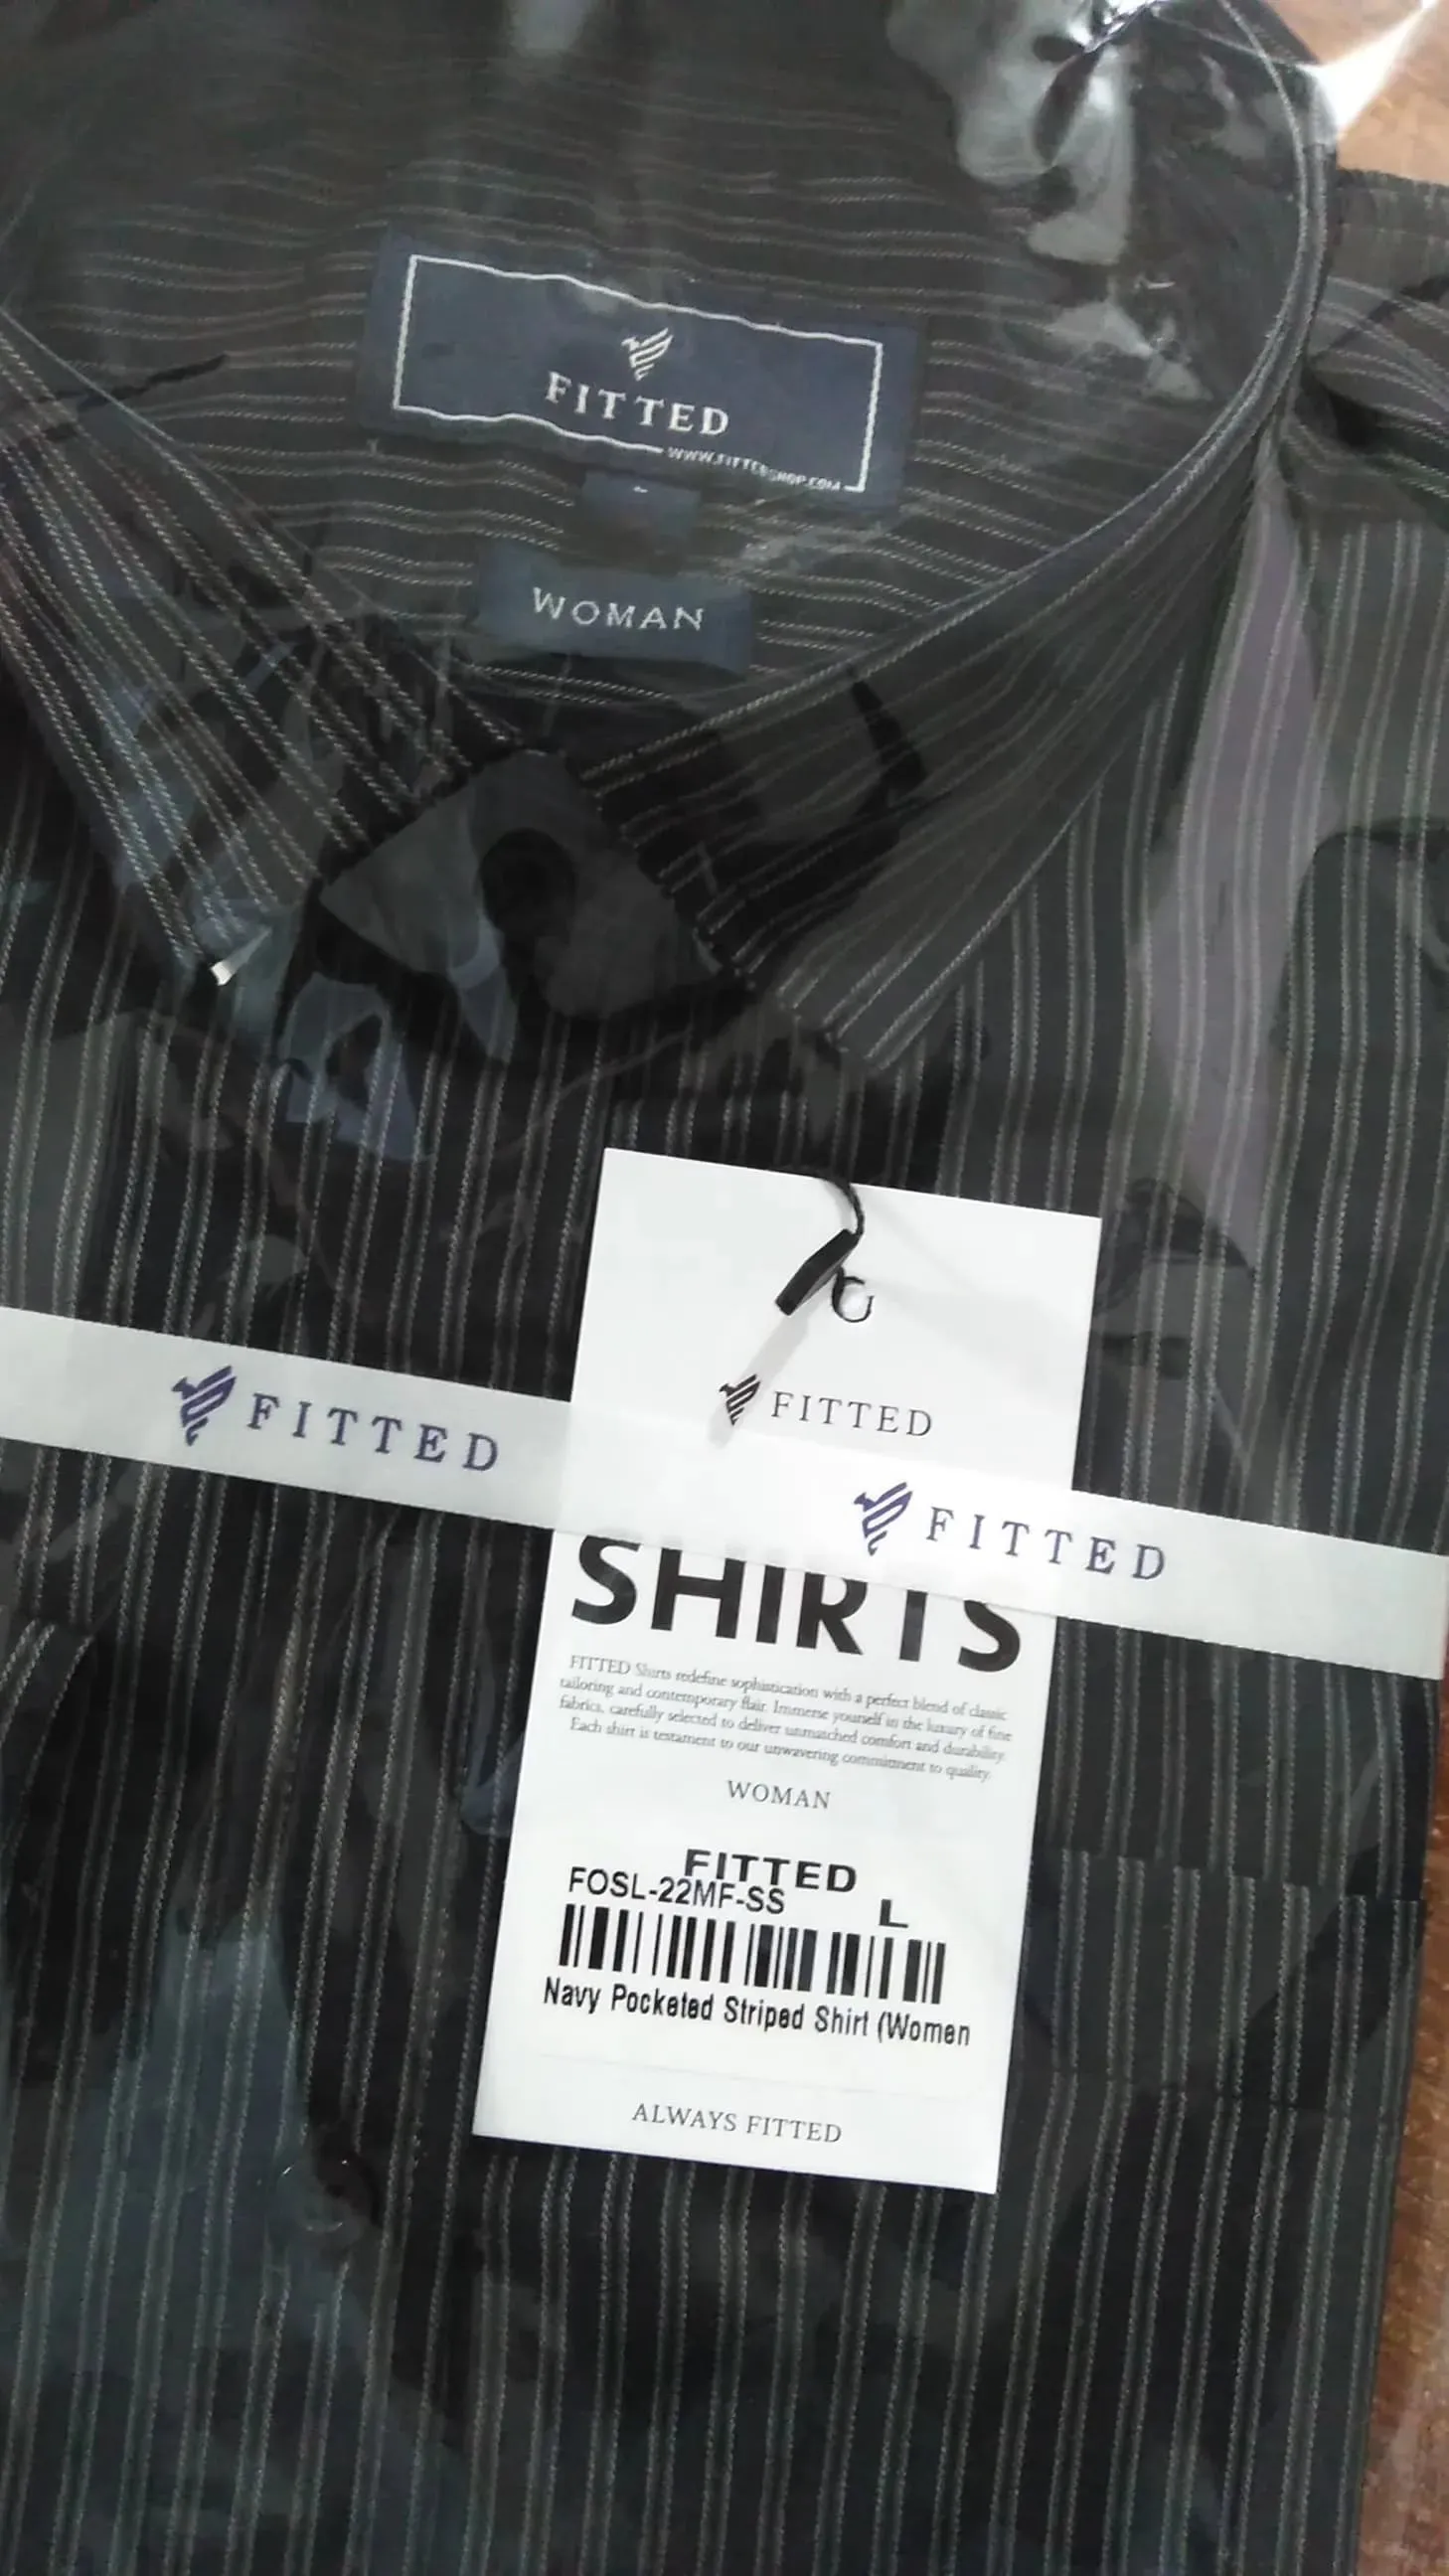 FITTED
WWW.FITTEDSHOP.COM
WOMAN
FITTED
FITTED
FITTED
SHIRTS
FITTED Shirts redefine sophistication with a perfect blend of classic
tailoring and contemporary flair. Immerse yourself in the luxury of fine
fabrics, carefully selected to deliver unmatched comfort and durability.
Each shirt is testament to our unwavering commitment to quality.
WOMAN
FITTED
FOSL-22MF-SS L
Navy Pocketed Striped Shirt (Women
ALWAYS FITTED